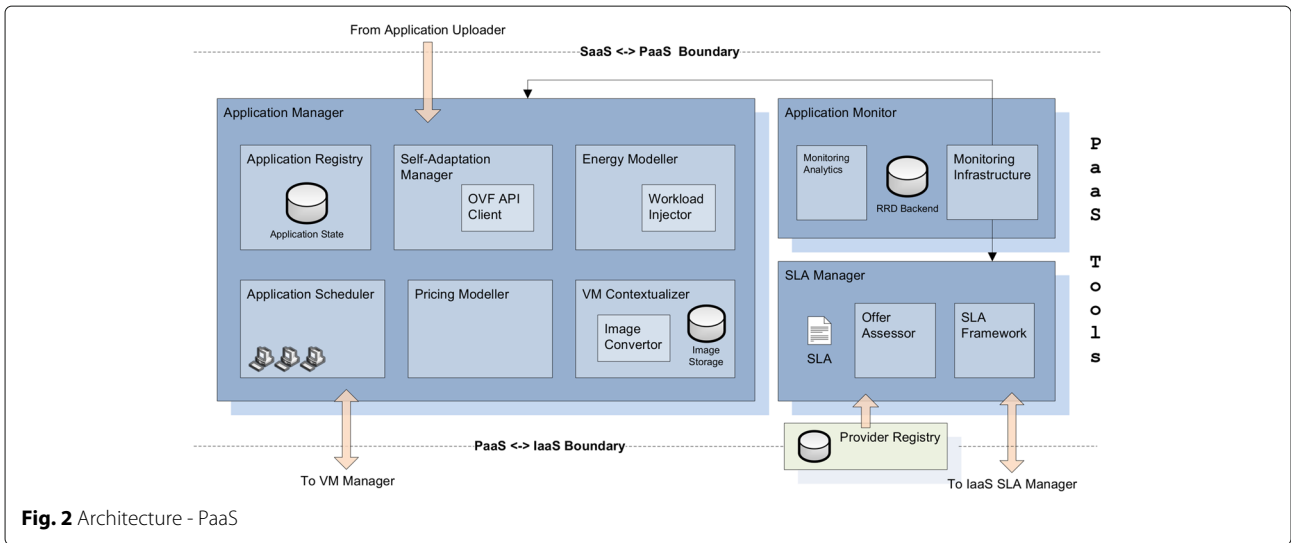 From Application Uploader
SaaS <-> PaaS Boundary
Application Manager
Application Registry
Application State
Self-Adaptation
Manager
OVF API
Client
Energy Modeller
Workload
Injector
Application Scheduler
Pricing Modeller
VM Contextualizer
Image
Convertor
Image
Storage
Application Monitor
Monitoring
Analytics
RRD Backend
Monitoring
Infrastructure
SLA Manager
SLA
Offer
Assessor
SLA
Framework
PaaS Tools
PaaS <-> IaaS Boundary
Provider Registry
To VM Manager
To IaaS SLA Manager
Fig. 2 Architecture - PaaS